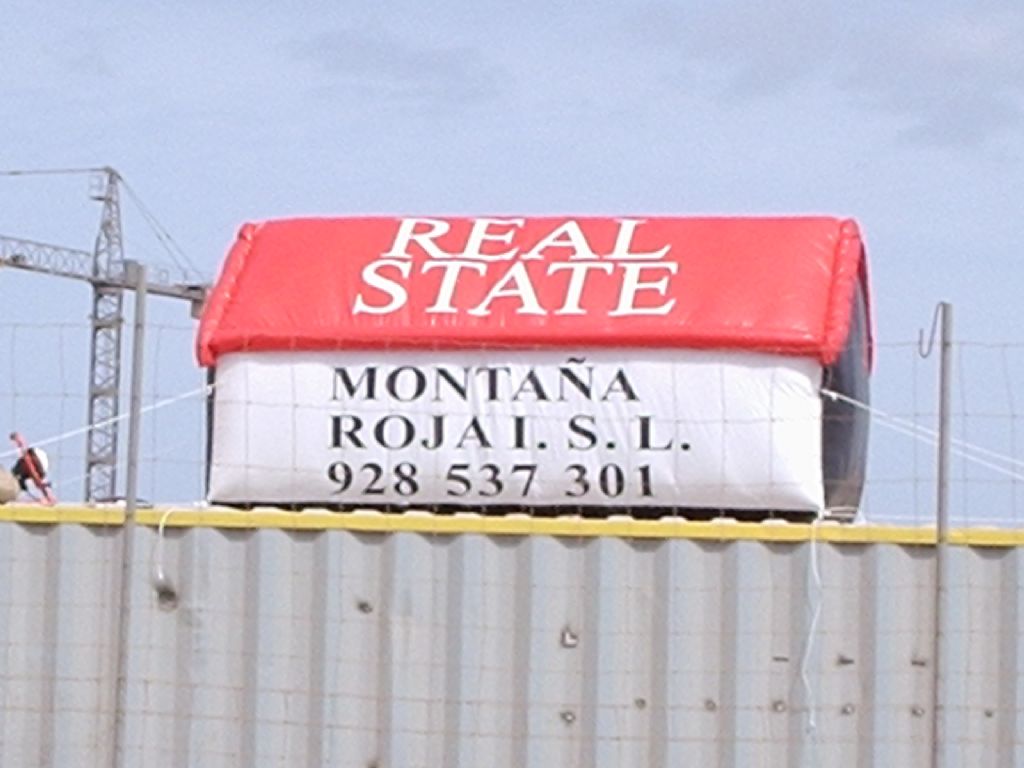 REAL
STATE
MONTAÑA
ROJA I. S. L.
928 537 301